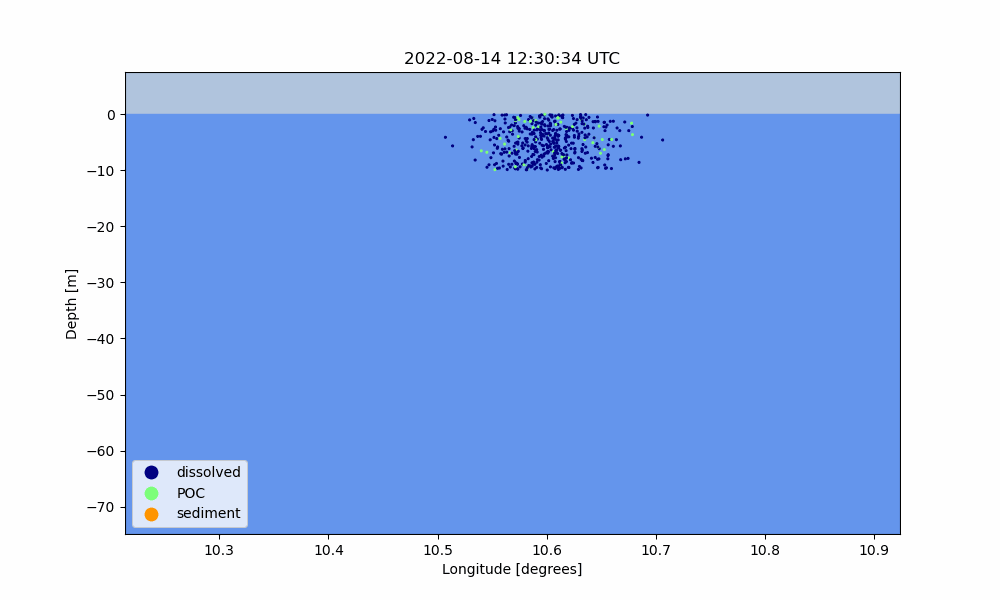 2022-08-14 12:30:34 UTC
0
−10
−20
−30
−40
−50
−60
−70
Depth [m]
dissolved
POC
sediment
10.3 10.4 10.5 10.6 10.7 10.8 10.9
Longitude [degrees]